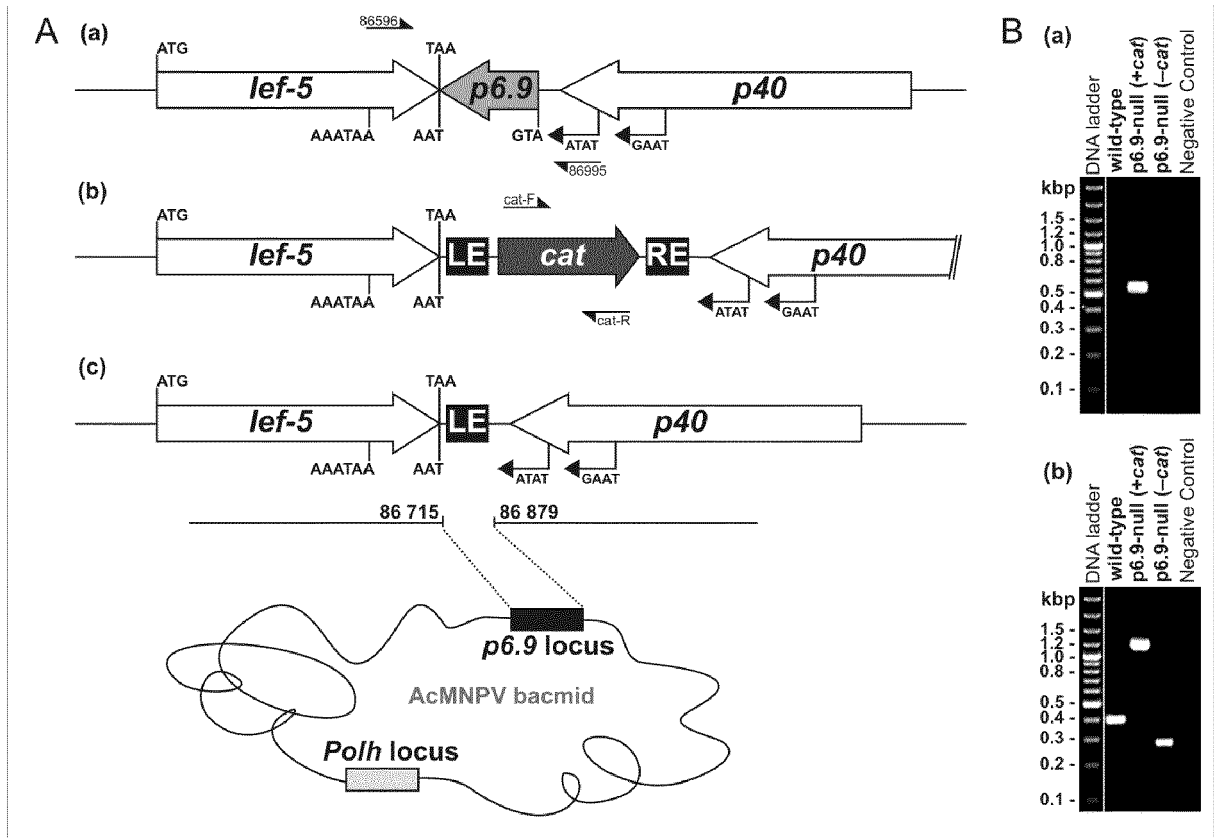 A
(a)
86596
ATG
TAA
lef-5
p6.9
p40
AAATAA
AAT
GTA
ATAT
GAAT
86995
(b)
cat-F
ATG
TAA
lef-5
LE
cat
RE
p40
AAATAA
AAT
ATAT
GAAT
cat-R
(c)
ATG
TAA
lef-5
LE
p40
AAATAA
AAT
ATAT
GAAT
86 715
86 879
p6.9 locus
AcMNPV bacmid
Polh locus
B
(a)
DNA ladder
wild-type
p6.9-null (+cat)
p6.9-null (–cat)
Negative Control
kbp
1.5 -
1.2 -
1.0 -
0.8 -
0.5 -
0.4 -
0.3 -
0.2 -
0.1 -
(b)
DNA ladder
wild-type
p6.9-null (+cat)
p6.9-null (–cat)
Negative Control
kbp
1.5 -
1.2 -
1.0 -
0.8 -
0.5 -
0.4 -
0.3 -
0.2 -
0.1 -